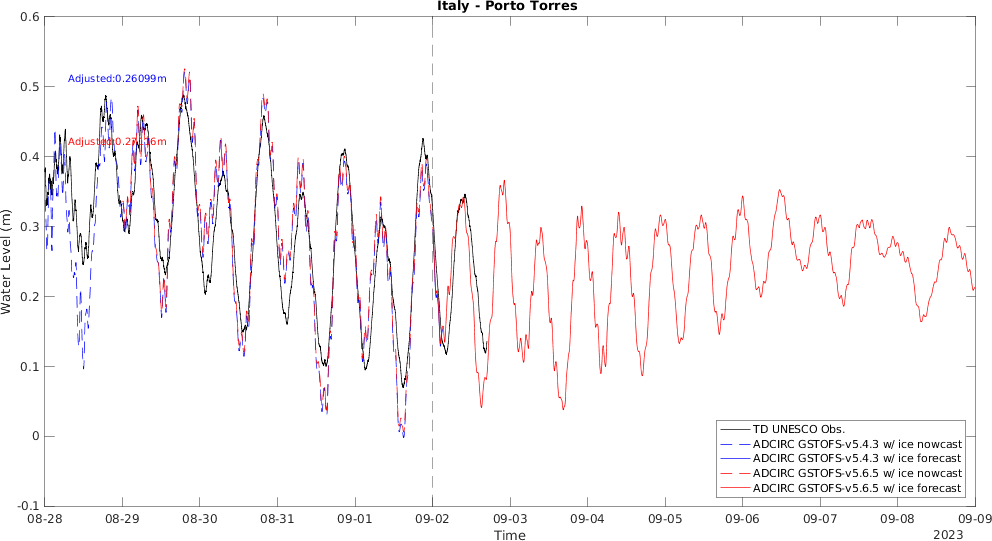 Italy - Porto Torres
Water Level (m)
0.6
0.5
0.4
0.3
0.2
0.1
0
-0.1
Adjusted:0.26099m
TD UNESCO Obs.
ADCIRC GSTOFS-v5.4.3 w/ ice nowcast
ADCIRC GSTOFS-v5.4.3 w/ ice forecast
ADCIRC GSTOFS-v5.6.5 w/ ice nowcast
ADCIRC GSTOFS-v5.6.5 w/ ice forecast
08-28 08-29 08-30 08-31 09-01 09-02 09-03 09-04 09-05 09-06 09-07 09-08 09-09
Time
2023